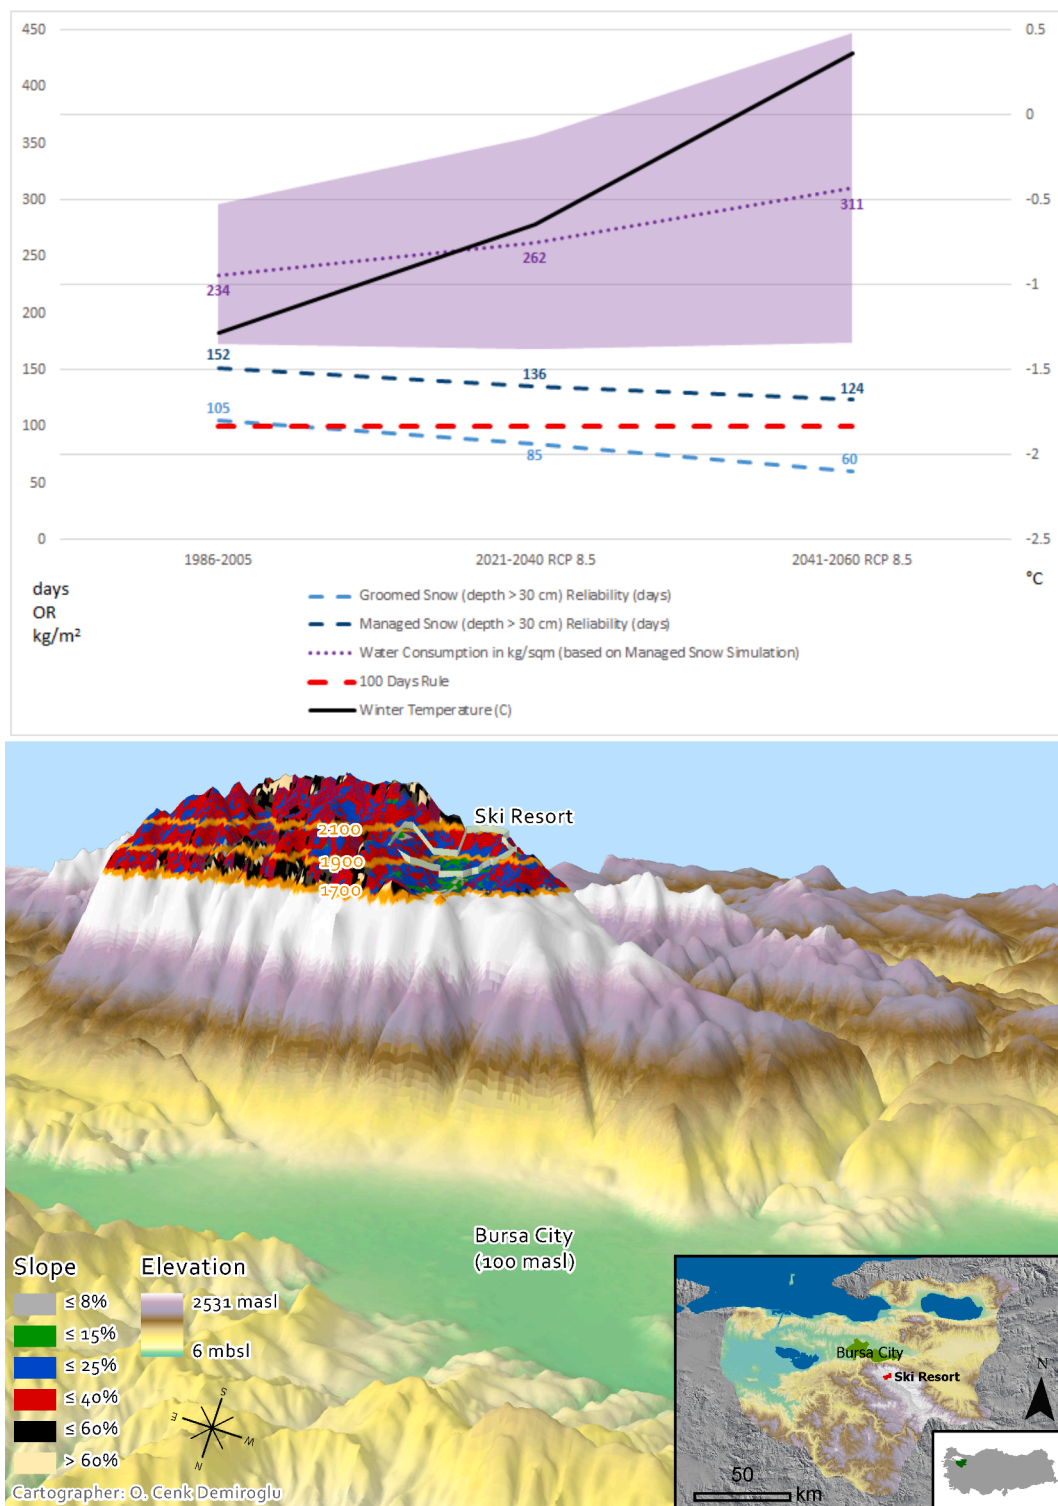 450
400
350
300
250
200
150
100
50
0
0.5
0
-0.5
-1
-1.5
-2
-2.5
234
262
311
152
136
124
105
85
60
1986-2005
2021-2040 RCP 8.5
2041-2060 RCP 8.5
days
OR
kg/m²
°C
Groomed Snow (depth > 30 cm) Reliability (days)
Managed Snow (depth > 30 cm) Reliability (days)
Water Consumption in kg/sqm (based on Managed Snow Simulation)
100 Days Rule
Winter Temperature (C)
Ski Resort
2100
1900
1700
Bursa City
(100 masl)
Slope
≤ 8%
≤ 15%
≤ 25%
≤ 40%
≤ 60%
> 60%
Elevation
2531 masl
6 mbsl
S
E
W
N
Cartographer: O. Cenk Demiroglu
Bursa City
Ski Resort
N
50
km